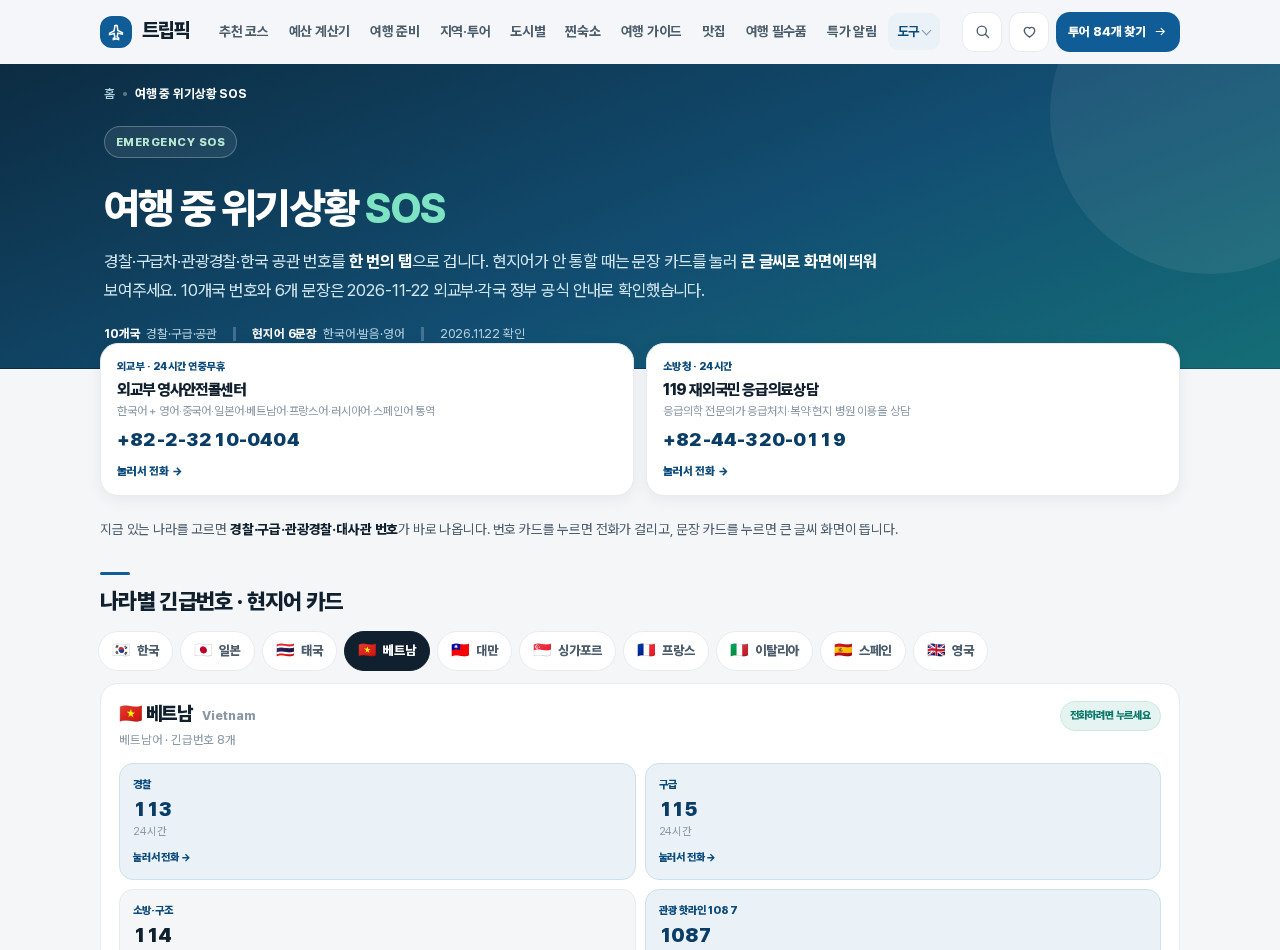 트립픽
추천 코스 예산 계산기 여행 준비 지역·투어 도시별 찐숙소 여행 가이드 맛집 여행 필수품 특가 알림 도구 투어 84개 찾기 →
홈 • 여행 중 위기상황 SOS
EMERGENCY SOS
여행 중 위기상황 SOS
경찰·구급차·관광경찰·한국 공관 번호를 한 번의 탭으로 겁니다. 현지어가 안 통할 때는 문장 카드를 눌러 큰 글씨로 화면에 띄워
보여주세요. 10개국 번호와 6개 문장은 2026-11-22 외교부·각국 정부 공식 안내로 확인했습니다.
10개국 경찰·구급·공관 현지어 6문장 한국어·발음·영어 2026.11.22 확인
외교부 · 24시간 연중무휴
외교부 영사안전콜센터
한국어 + 영어·중국어·일본어·베트남어·프랑스어·러시아어·스페인어 통역
+82-2-3210-0404
눌러서 전화 →
소방청 · 24시간
119 재외국민 응급의료상담
응급의학 전문의가 응급처치·복약·현지 병원 이용을 상담
+82-44-320-0119
눌러서 전화 →
지금 있는 나라를 고르면 경찰·구급·관광경찰·대사관 번호가 바로 나옵니다. 번호 카드를 누르면 전화가 걸리고, 문장 카드를 누르면 큰 글씨 화면이 뜹니다.
나라별 긴급번호 · 현지어 카드
한국 일본 태국 베트남 대만 싱가포르 프랑스 이탈리아 스페인 영국
베트남 Vietnam
전화하려면 누르세요
베트남어 · 긴급번호 8개
경찰
113
24시간
눌러서 전화 →
구급
115
24시간
눌러서 전화 →
소방·구조
114
관광 핫라인 1087
1087